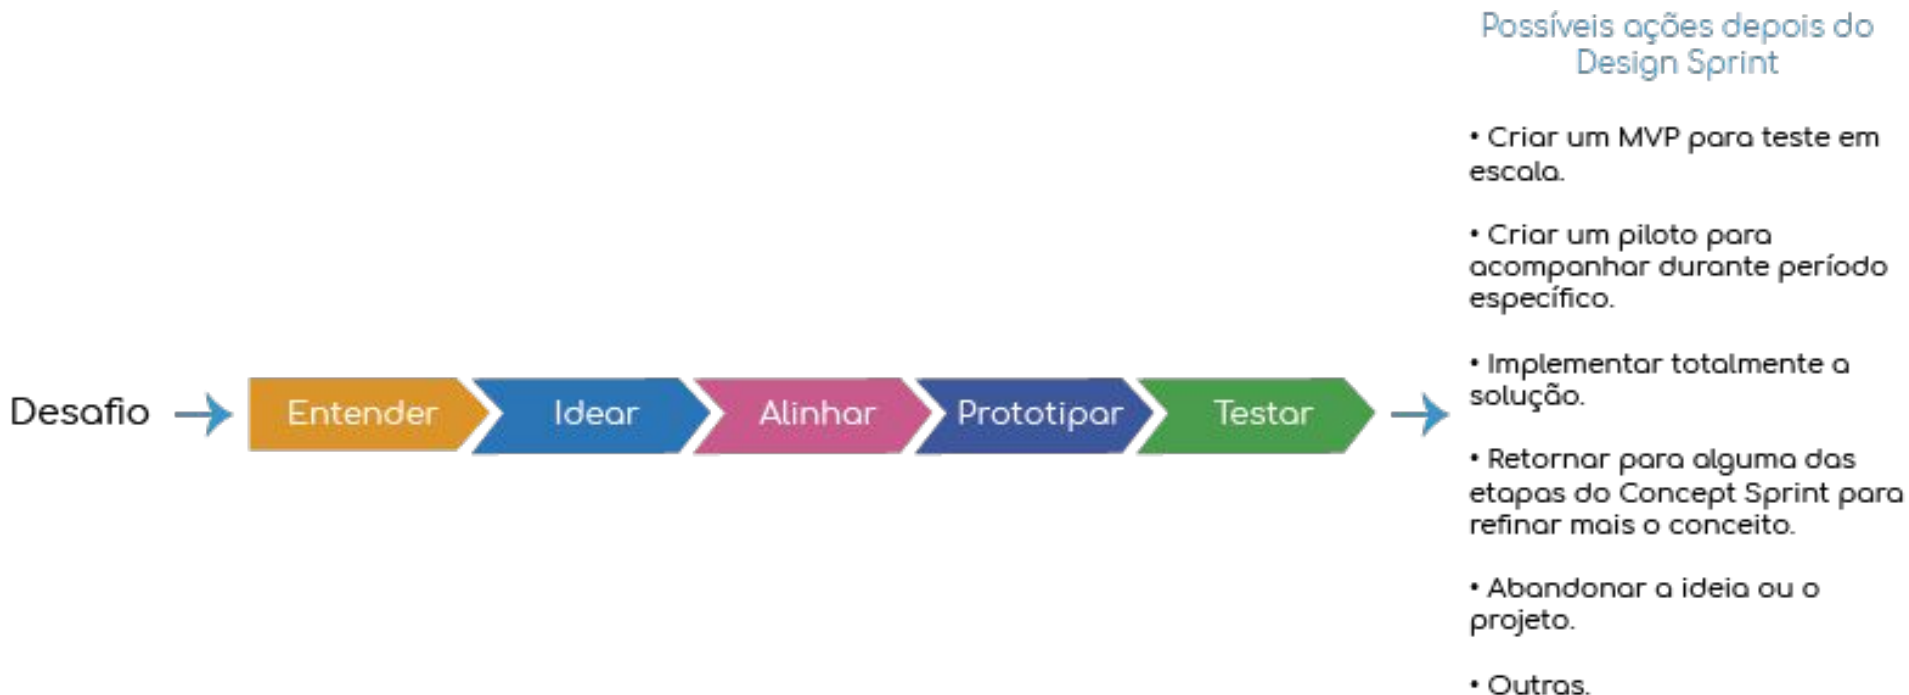 Possíveis ações depois do
Design Sprint
• Criar um MVP para teste em
escala.
• Criar um piloto para
acompanhar durante período
específico.
• Implementar totalmente a
solução.
• Retornar para alguma das
etapas do Concept Sprint para
refinar mais o conceito.
• Abandonar a ideia ou o
projeto.
• Outras.
Desafio
Entender
Idear
Alinhar
Prototipar
Testar